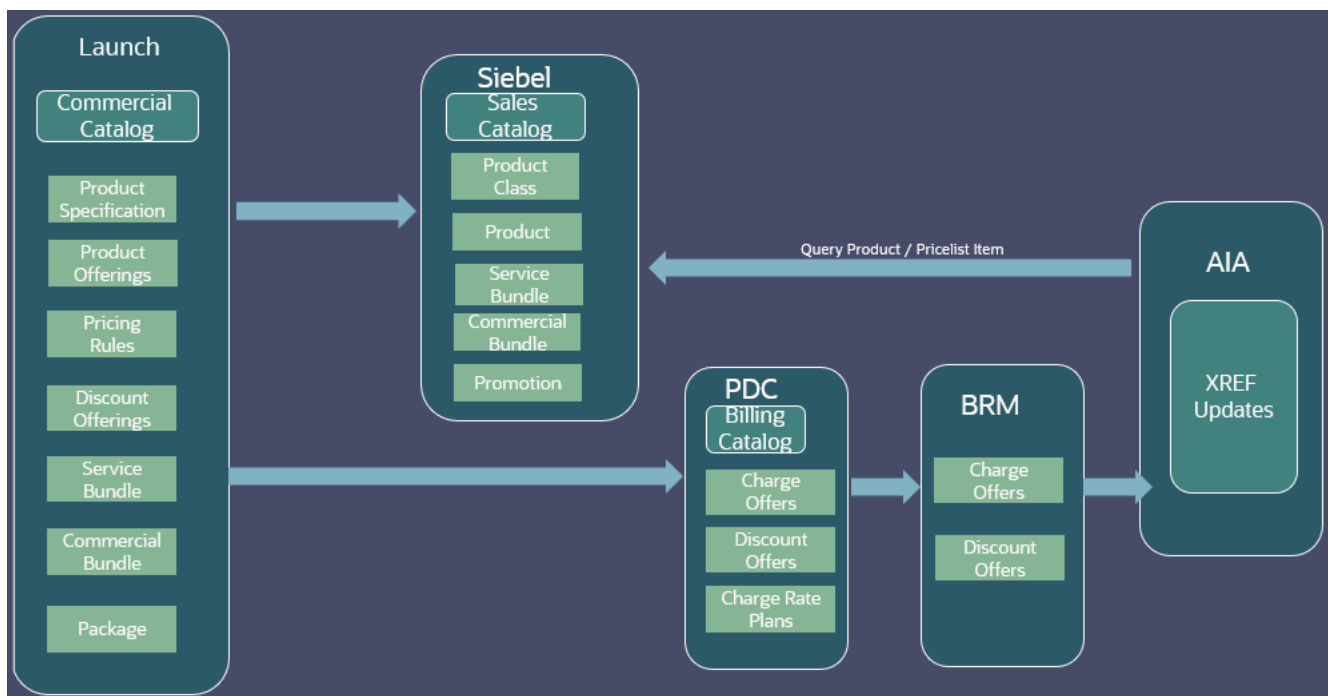 Launch
Commercial
Catalog
Product
Specification
Product
Offerings
Pricing
Rules
Discount
Offerings
Service
Bundle
Commercial
Bundle
Package
Siebel
Sales
Catalog
Product
Class
Product
Service
Bundle
Commercial
Bundle
Promotion
Query Product / Pricelist Item
PDC
Billing
Catalog
Charge
Offers
Discount
Offers
Charge Rate
Plans
BRM
Charge
Offers
Discount
Offers
AIA
XREF
Updates